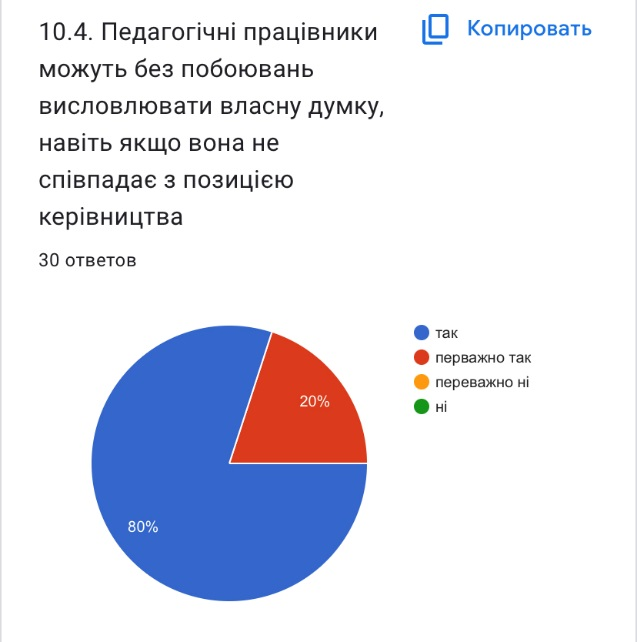 10.4. Педагогічні працівники
можуть без побоювань
висловлювати власну думку,
навіть якщо вона не
співпадає з позицією
керівництва
Копировать
30 ответов
так
перважно так
переважно ні
ні
20%
80%